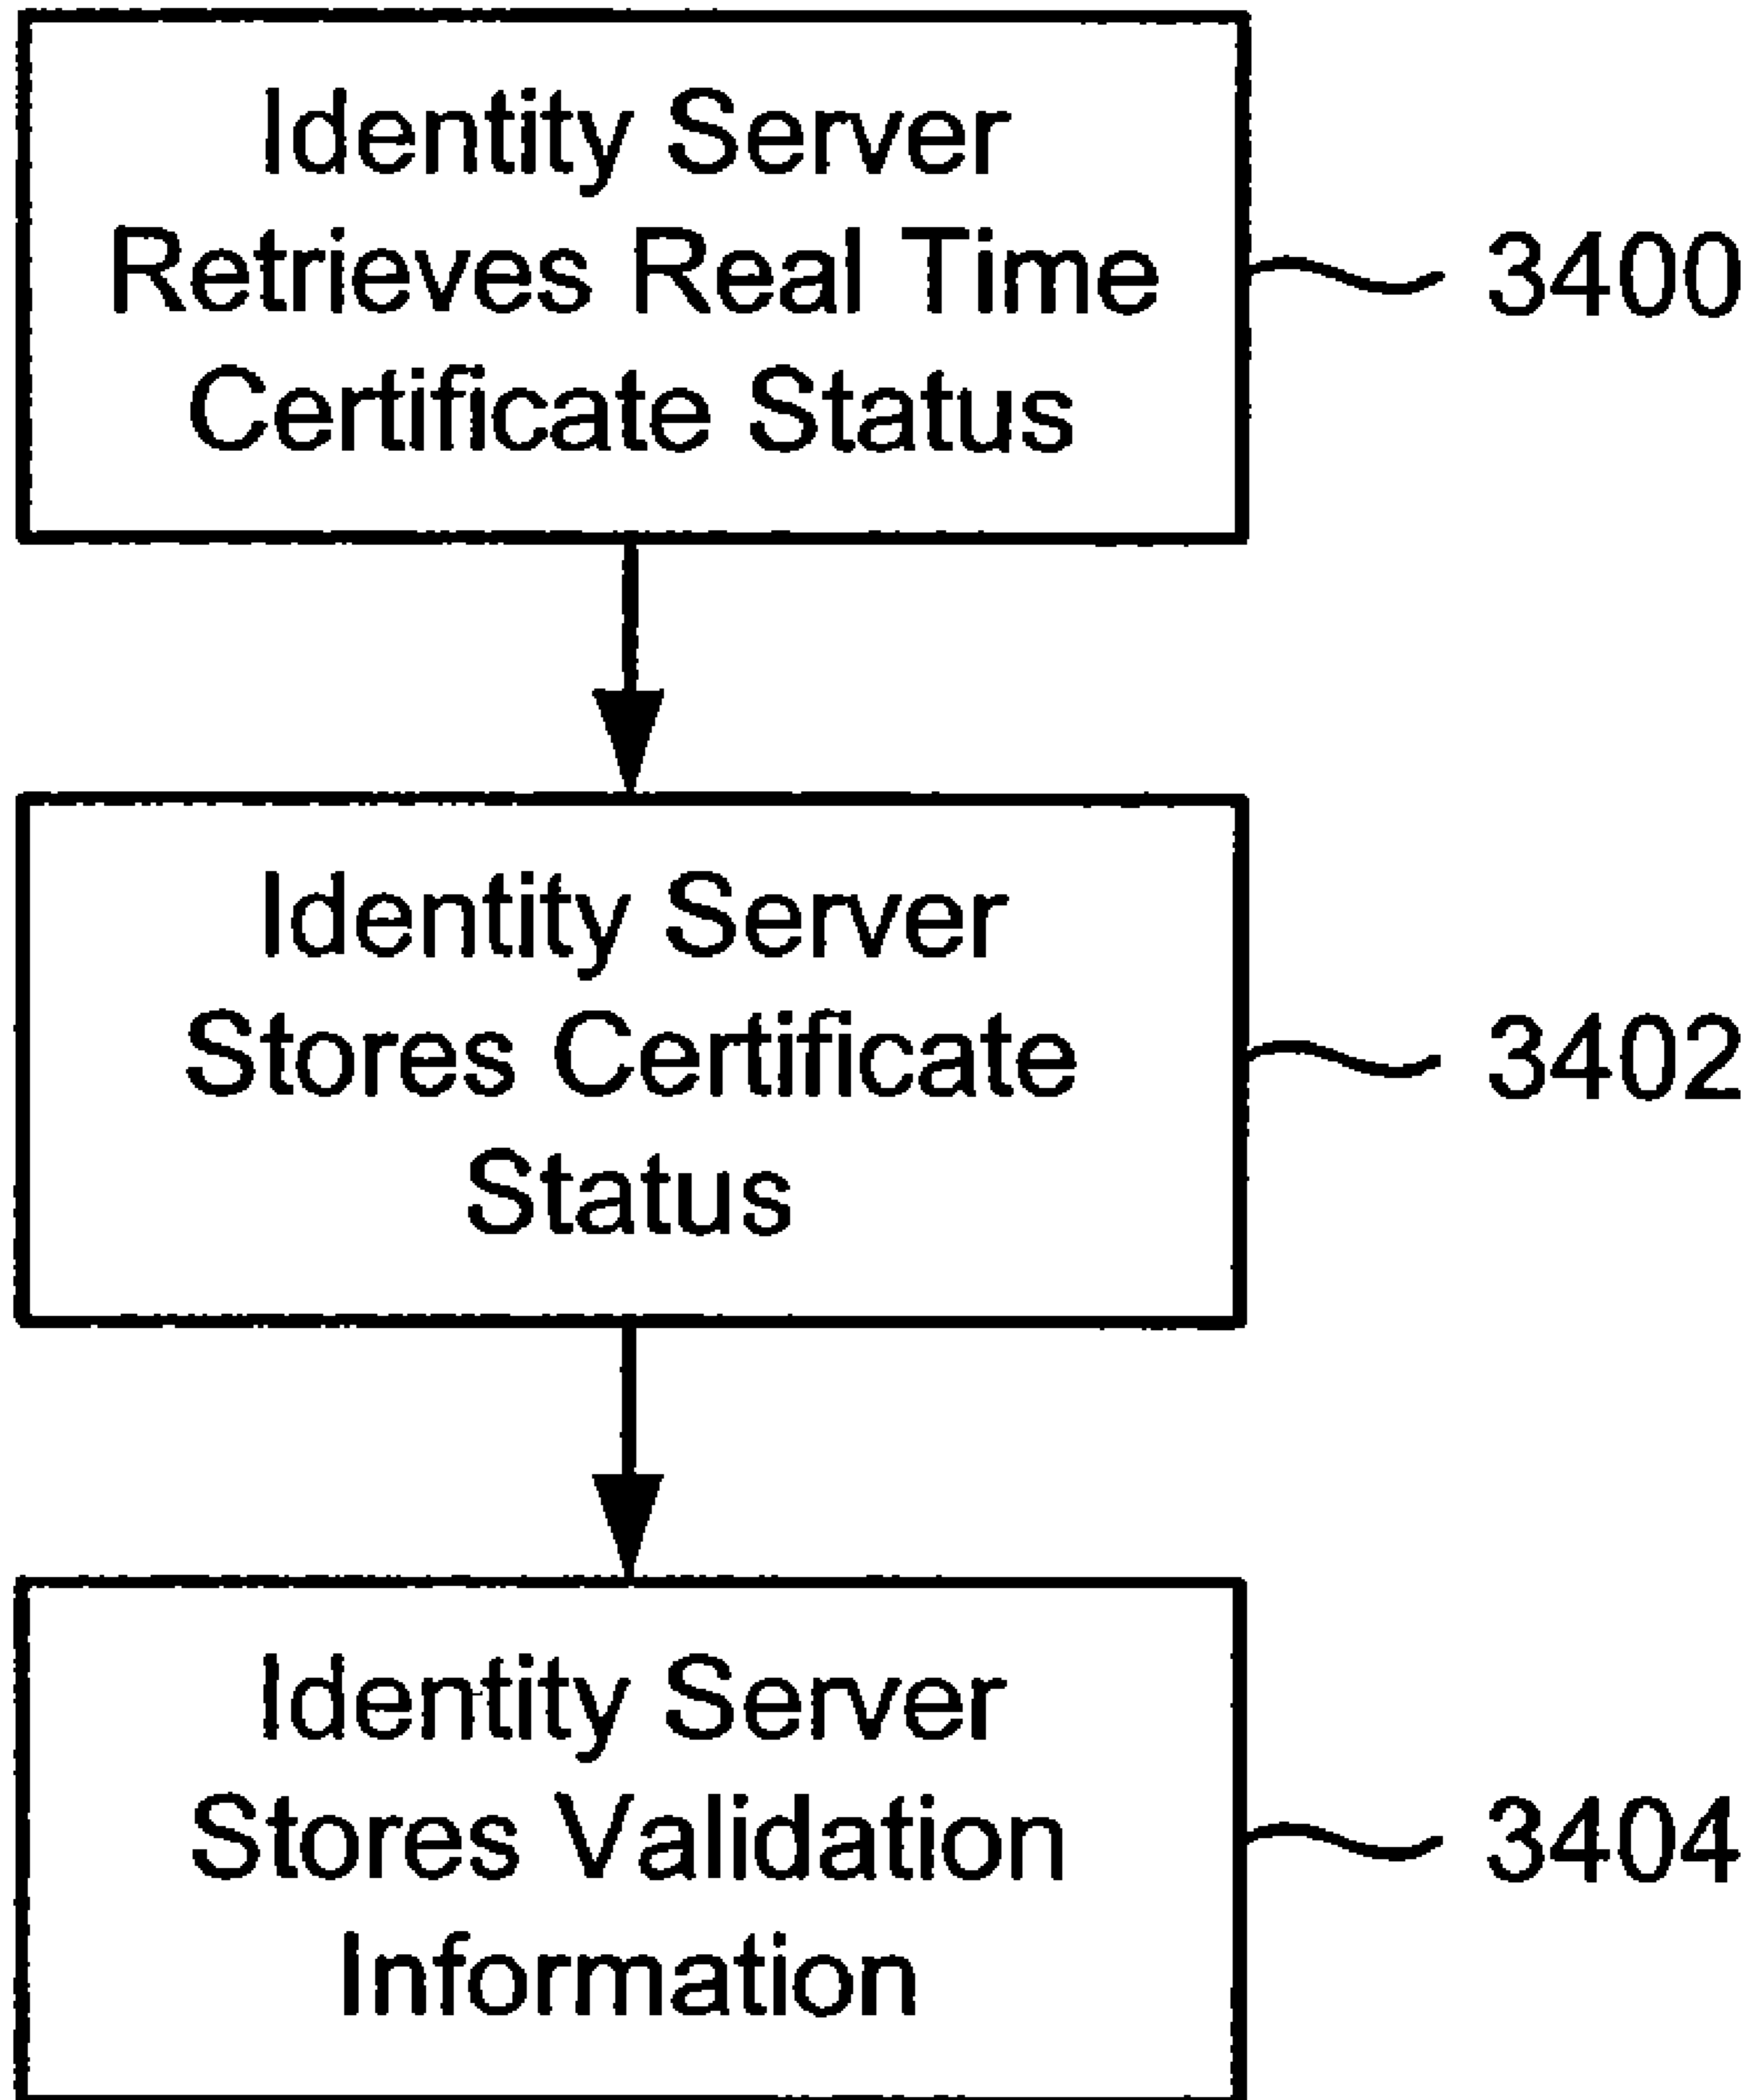 Identity Server
Retrieves Real Time
Certificate Status
3400
Identity Server
Stores Certificate
Status
3402
Identity Server
Stores Validation
Information
3404